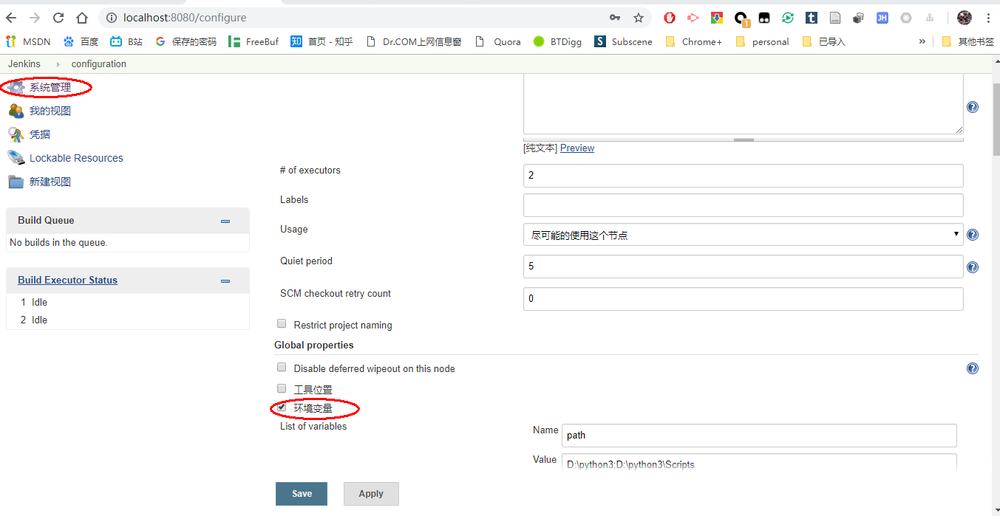 localhost:8080/configure
1
JH
MSDN 百度 B站 保存的密码 FreeBuf 知 首页 - 知乎 Dr.COM上网信息窗 Quora BTDigg S Subscene Chrome+ personal 已导入 » 其他书签
Jenkins configuration
系统管理
我的视图
凭据
Lockable Resources
新建视图
Build Queue
No builds in the queue.
Build Executor Status
1 Idle
2 Idle
[纯文本] Preview
# of executors 2
Labels
Usage 尽可能的使用这个节点
Quiet period 5
SCM checkout retry count 0
Restrict project naming
Global properties
Disable deferred wipeout on this node
工具位置
环境变量
List of variables
Name path
Value D:\python3;D:\python3\Scripts
Save Apply